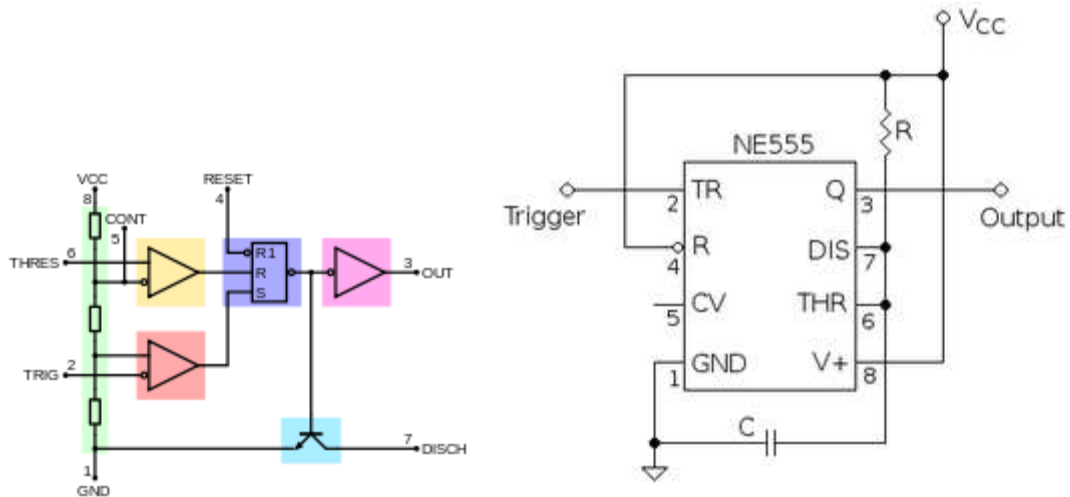 VCC
8
CONT
5
RESET
4
THRES
6
R1
R
S
3
OUT
TRIG
2
7
DISCH
1
GND
VCC
R
NE555
Trigger
2
TR
Q
3
Output
4
R
DIS
7
5
CV
THR
6
1
GND
V+
8
C